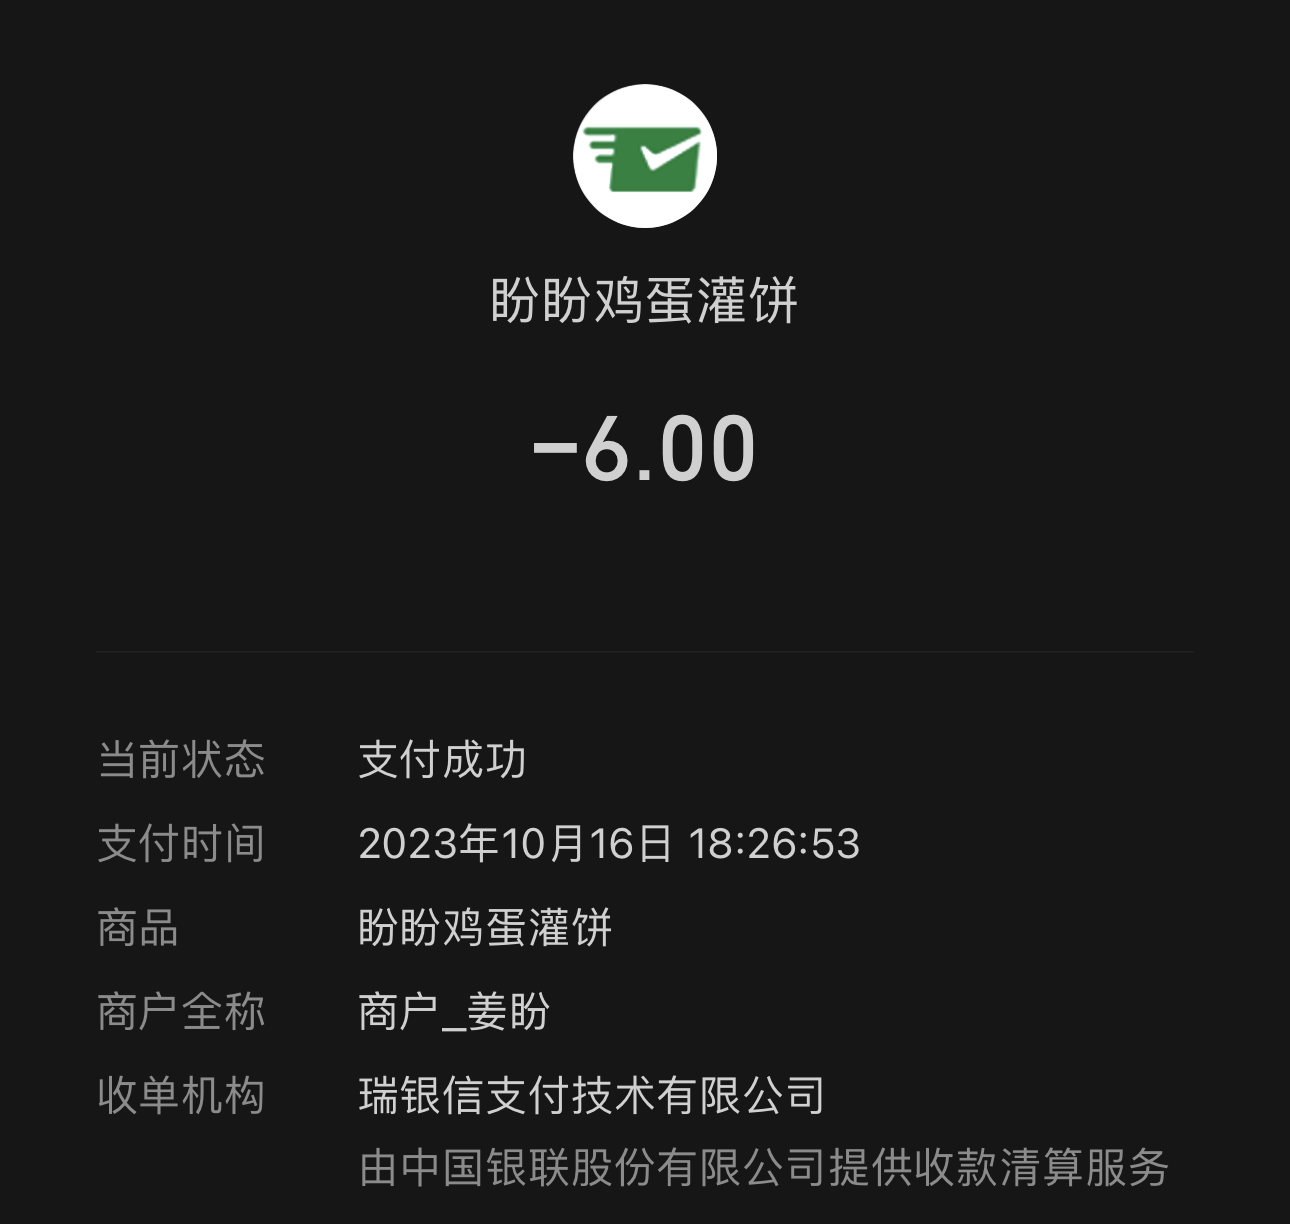 盼盼鸡蛋灌饼
-6.00
当前状态 支付成功
支付时间 2023年10月16日 18:26:53
商品 盼盼鸡蛋灌饼
商户全称 商户_姜盼
收单机构 瑞银信支付技术有限公司
由中国银联股份有限公司提供收款清算服务